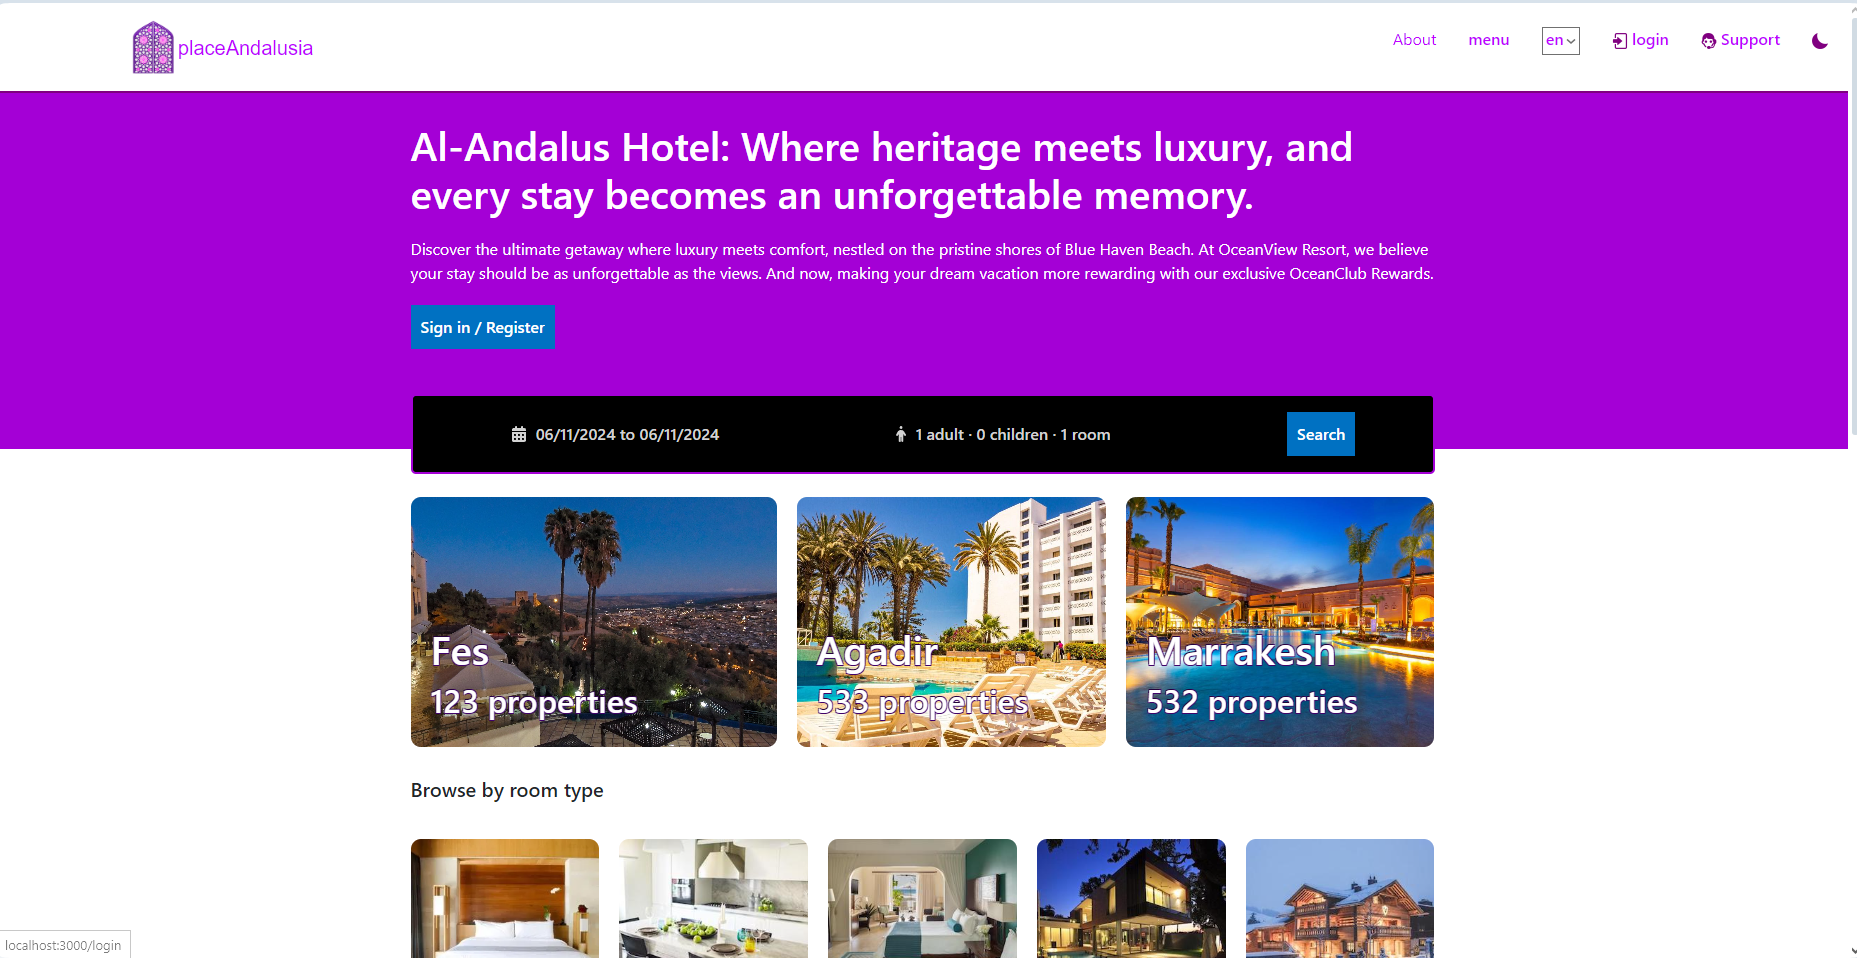 placeAndalusia
About
menu
en
login
Support
Al-Andalus Hotel: Where heritage meets luxury, and
every stay becomes an unforgettable memory.
Discover the ultimate getaway where luxury meets comfort, nestled on the pristine shores of Blue Haven Beach. At OceanView Resort, we believe
your stay should be as unforgettable as the views. And now, making your dream vacation more rewarding with our exclusive OceanClub Rewards.
Sign in / Register
06/11/2024 to 06/11/2024
1 adult · 0 children · 1 room
Search
Fes
123 properties
Agadir
533 properties
Marrakesh
532 properties
Browse by room type
localhost:3000/login